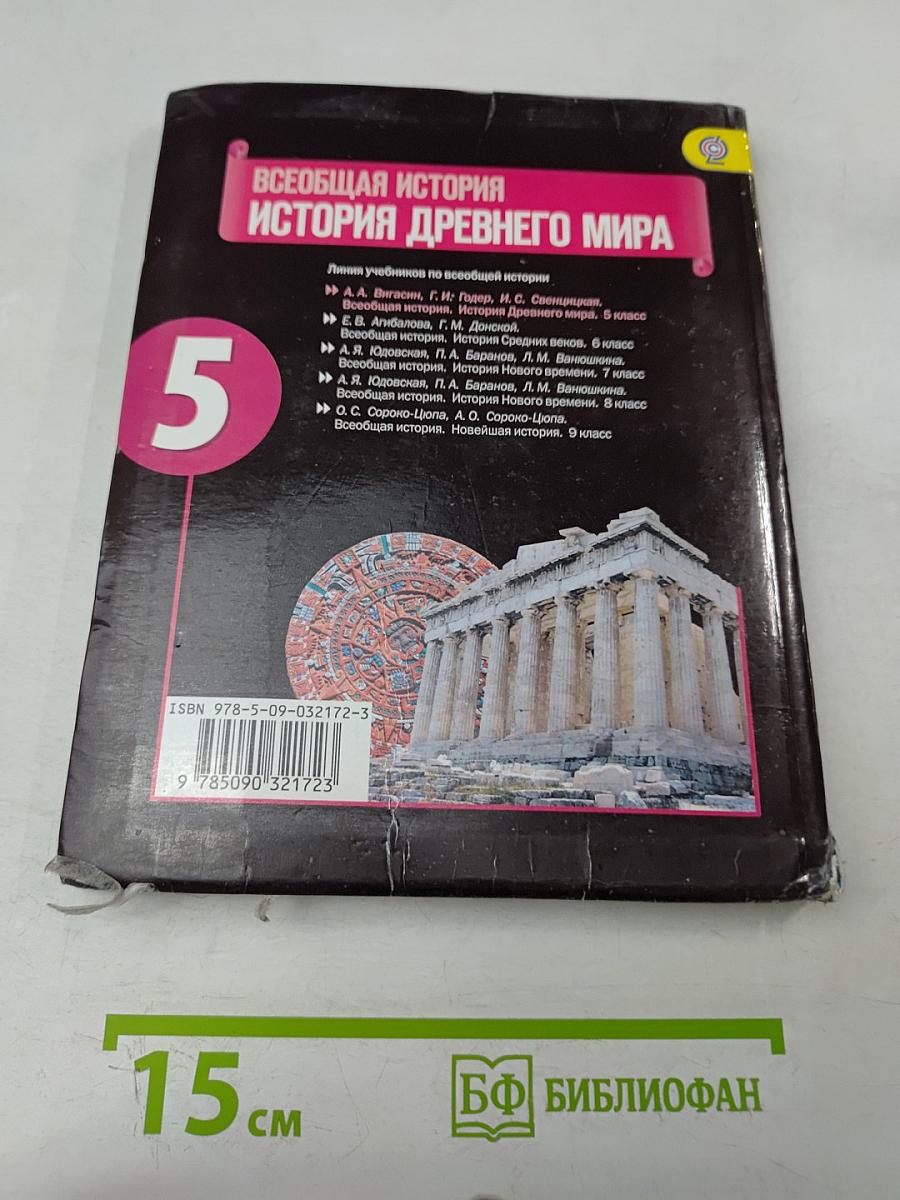 ВСЕОБЩАЯ ИСТОРИЯ
ИСТОРИЯ ДРЕВНЕГО МИРА
Линия учебников по всеобщей истории
А. А. Вигасин, Г. И. Годер, И. С. Свенцицкая.
Всеобщая история. История Древнего мира. 5 класс
Е. В. Агибалова, Г. М. Донской.
Всеобщая история. История Средних веков. 6 класс
А. Я. Юдовская, П. А. Баранов, Л. М. Ванюшкина.
Всеобщая история. История Нового времени. 7 класс
А. Я. Юдовская, П. А. Баранов, Л. М. Ванюшкина.
Всеобщая история. История Нового времени. 8 класс
О. С. Сороко-Цюпа, А. О. Сороко-Цюпа.
Всеобщая история. Новейшая история. 9 класс
5
ISBN 978-5-09-032172-3
9 785090 321723
15 см
БФ БИБЛИОФАН